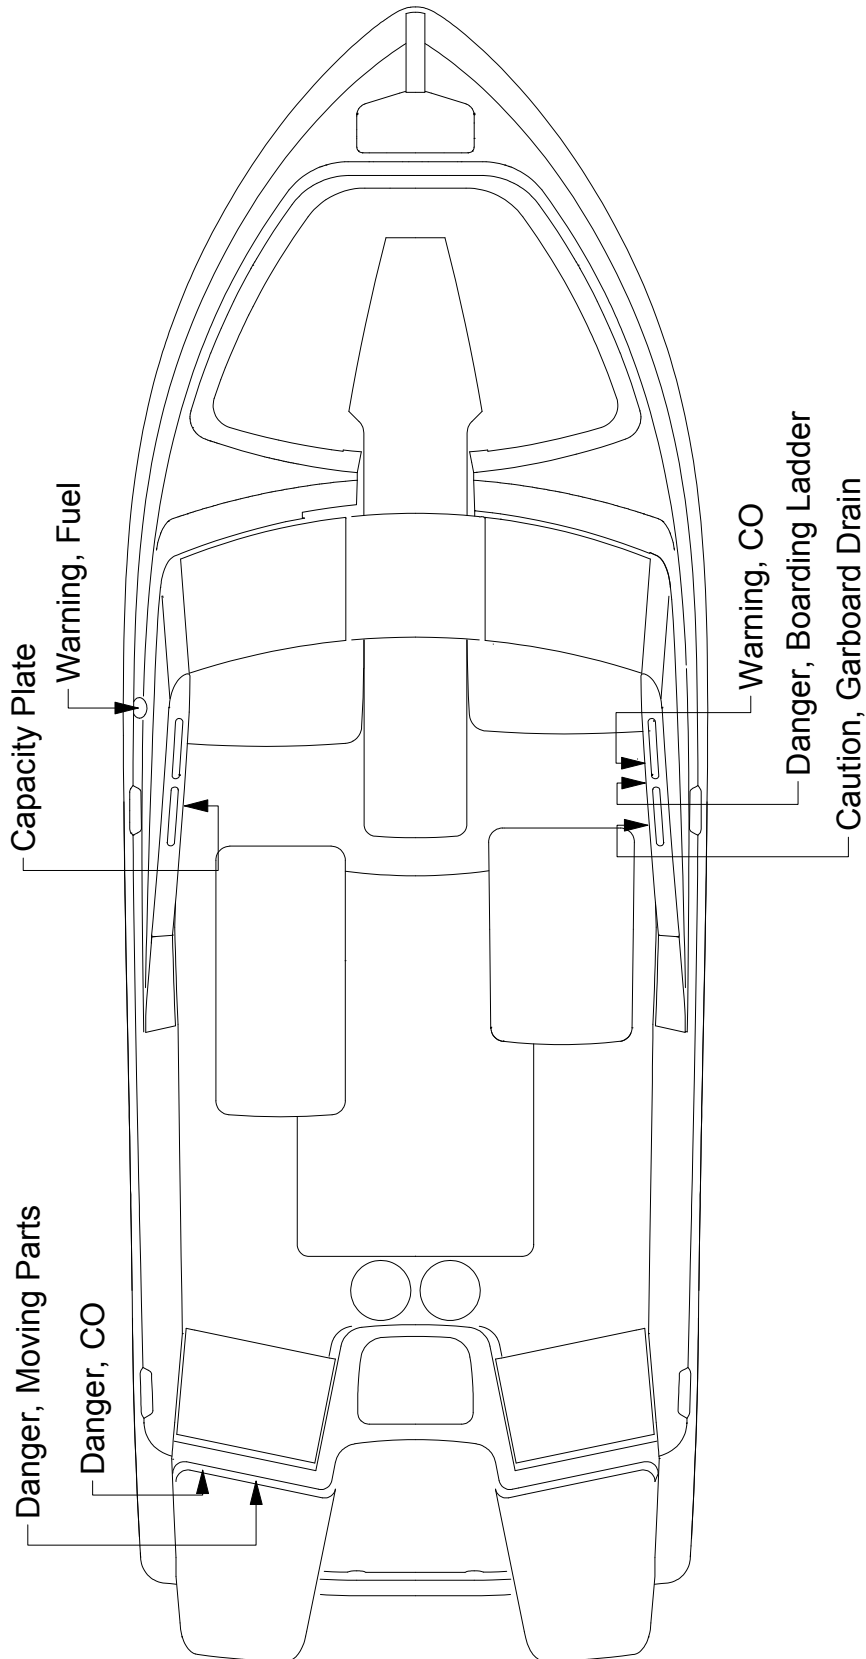 Capacity Plate
Warning, Fuel
Warning, CO
Danger, Boarding Ladder
Caution, Garboard Drain
Danger, Moving Parts
Danger, CO